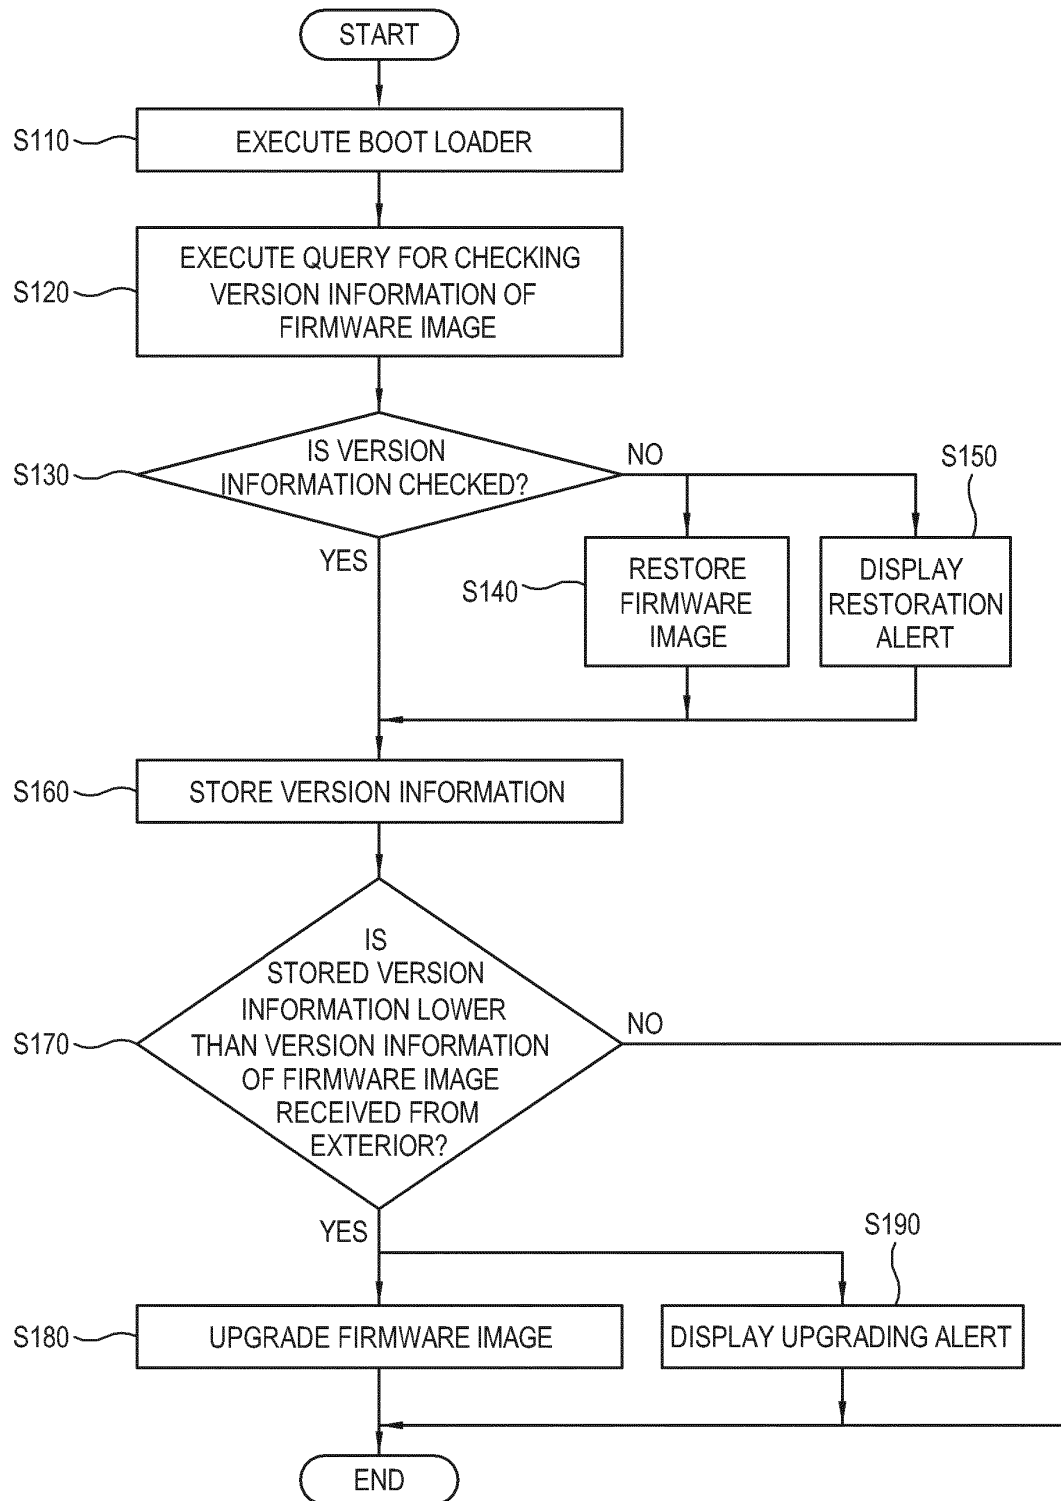 START
S110
EXECUTE BOOT LOADER
S120
EXECUTE QUERY FOR CHECKING
VERSION INFORMATION OF
FIRMWARE IMAGE
S130
IS VERSION
INFORMATION CHECKED?
NO
YES
S140
RESTORE
FIRMWARE
IMAGE
S150
DISPLAY
RESTORATION
ALERT
S160
STORE VERSION INFORMATION
S170
IS
STORED VERSION
INFORMATION LOWER
THAN VERSION INFORMATION
OF FIRMWARE IMAGE
RECEIVED FROM
EXTERIOR?
NO
YES
S180
UPGRADE FIRMWARE IMAGE
S190
DISPLAY UPGRADING ALERT
END